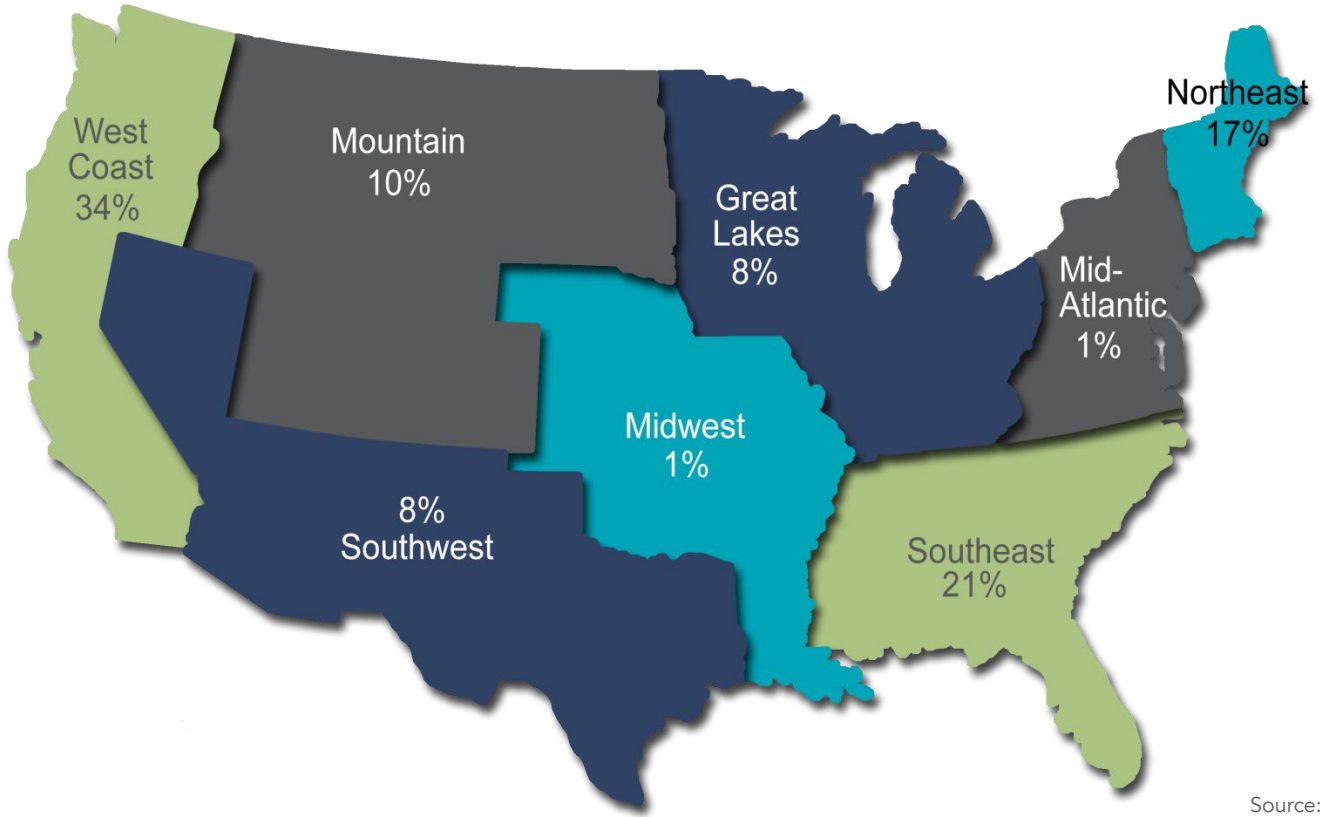 Northeast
17%
West
Coast
34%
Mountain
10%
Great
Lakes
8%
Mid-
Atlantic
1%
Midwest
1%
8%
Southwest
Southeast
21%
Source: